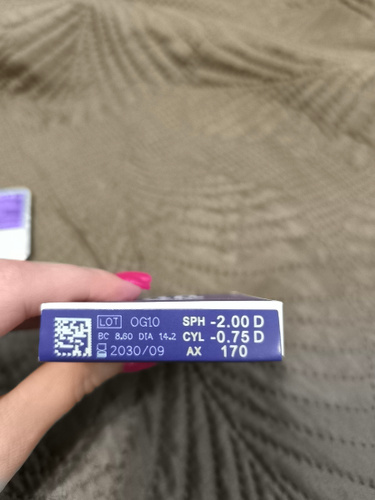 LOT OG10 SPH -2.00 D
BC 8.60 DIA 14.2 CYL -0.75 D
2030/09 AX 170